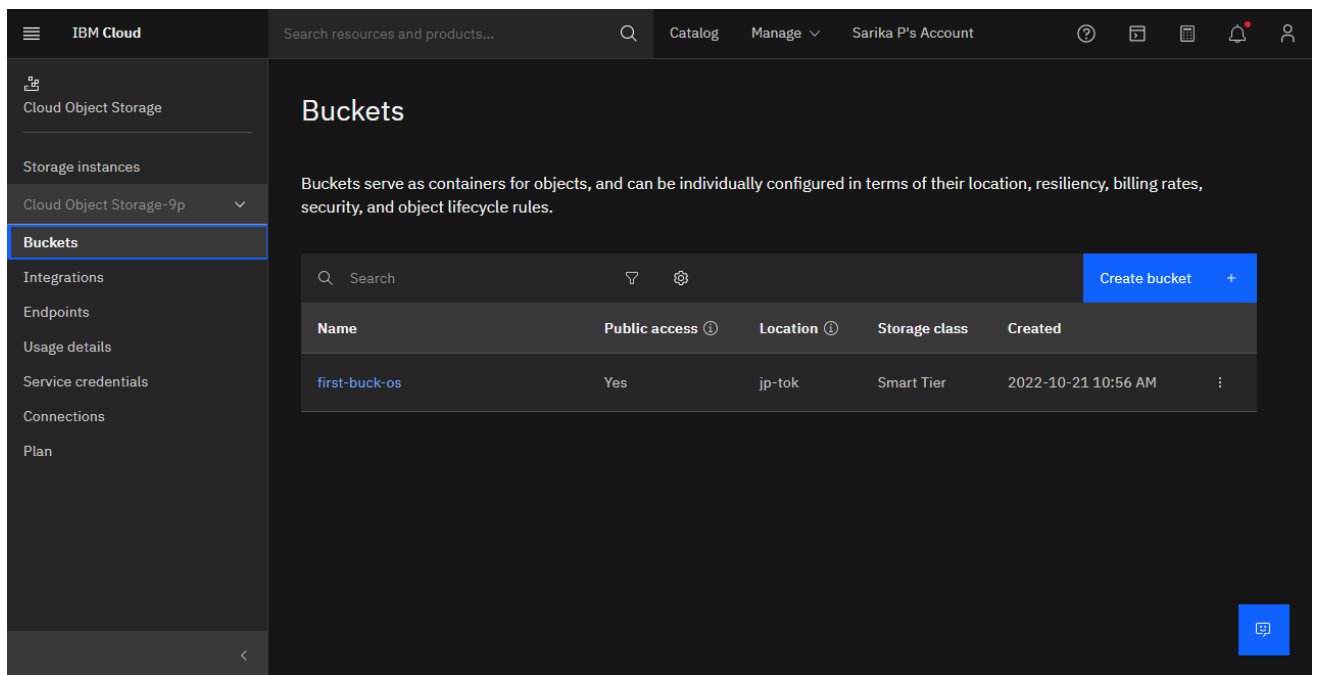 IBM Cloud
Search resources and products...
Catalog
Manage
Sarika P's Account
Cloud Object Storage
Storage instances
Cloud Object Storage-9p
Buckets
Integrations
Endpoints
Usage details
Service credentials
Connections
Plan
Buckets
Buckets serve as containers for objects, and can be individually configured in terms of their location, resiliency, billing rates,
security, and object lifecycle rules.
Search
Create bucket +
Name Public access Location Storage class Created
first-buck-os Yes jp-tok Smart Tier 2022-10-21 10:56 AM